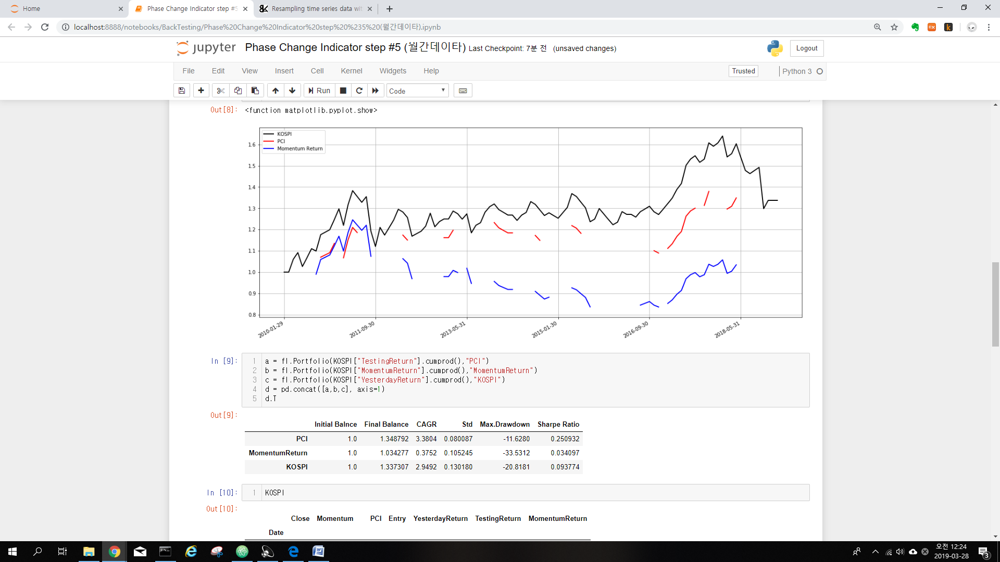 Home
Phase Change Indicator step #5
Resampling time series data wit
localhost:8888/notebooks/BackTesting/Phase%20Change%20Indicator%20step%20%235%20(월간데이타).ipynb
jupyter Phase Change Indicator step #5 (월간데이타) Last Checkpoint: 7분 전 (unsaved changes)
Logout
File Edit View Insert Cell Kernel Widgets Help
Trusted
Python 3
Run
Code
Out[8]: <function matplotlib.pyplot.show>
KOSPI
PCI
Momentum Return
1.6
1.5
1.4
1.3
1.2
1.1
1.0
0.9
0.8
2010-01-29 2011-09-30 2013-05-31 2015-01-30 2016-09-30 2018-05-31
In [9]:
1 a = fl.Portfolio(KOSPI["TestingReturn"].cumprod(),"PCI")
2 b = fl.Portfolio(KOSPI["MomentumReturn"].cumprod(),"MomentumReturn")
3 c = fl.Portfolio(KOSPI["YesterdayReturn"].cumprod(),"KOSPI")
4 d = pd.concat([a,b,c], axis=1)
5 d.T
Out[9]:
Initial Balnce Final Balance CAGR Std Max.Drawdown Sharpe Ratio
PCI 1.0 1.348792 3.3804 0.080087 -11.6280 0.250932
MomentumReturn 1.0 1.034277 0.3752 0.105245 -33.5312 0.034097
KOSPI 1.0 1.337307 2.9492 0.130180 -20.8181 0.093774
In [10]: 1 KOSPI
Out[10]:
Close Momentum PCI Entry YesterdayReturn TestingReturn MomentumReturn
Date
오전 12:24
2019-03-28
3